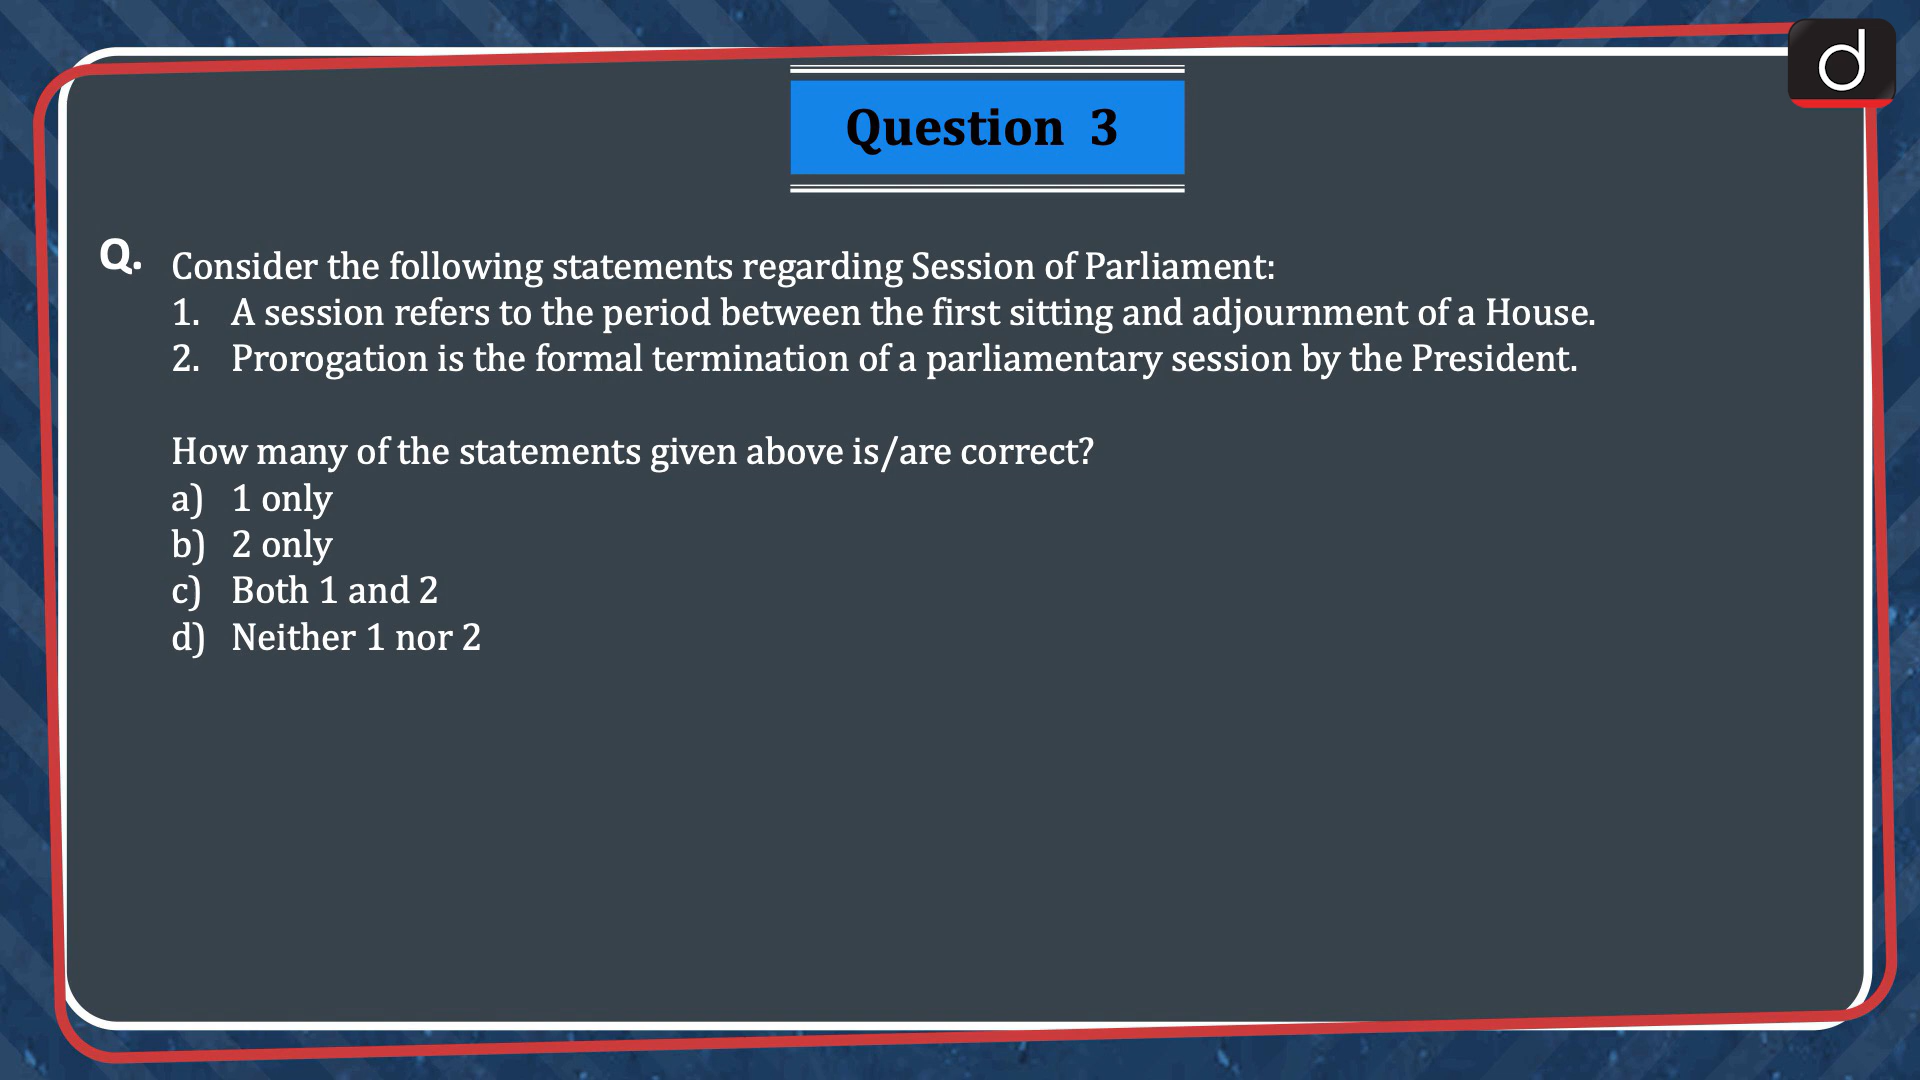 Question 3
Q. Consider the following statements regarding Session of Parliament:
1. A session refers to the period between the first sitting and adjournment of a House.
2. Prorogation is the formal termination of a parliamentary session by the President.
How many of the statements given above is/are correct?
a) 1 only
b) 2 only
c) Both 1 and 2
d) Neither 1 nor 2
d